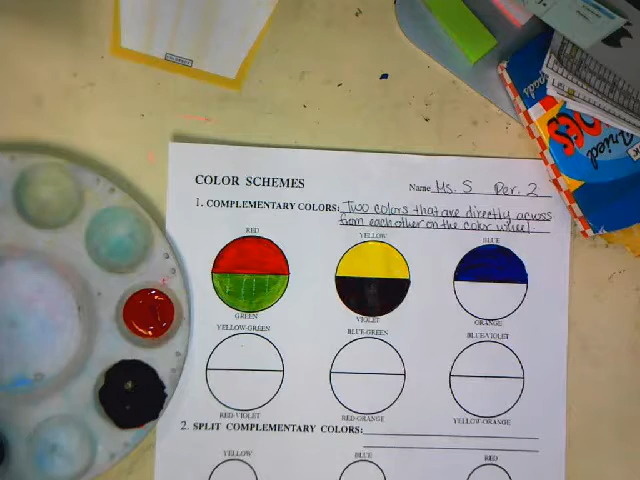 COLOR SCHEMES
Name Ms. S Per. 2
1. COMPLEMENTARY COLORS: Two colors that are directly across
from each other on the color wheel.
RED YELLOW BLUE
GREEN VIOLET ORANGE
YELLOW-GREEN BLUE-GREEN BLUE-VIOLET
RED-VIOLET RED-ORANGE YELLOW-ORANGE
2. SPLIT COMPLEMENTARY COLORS:
YELLOW BLUE RED